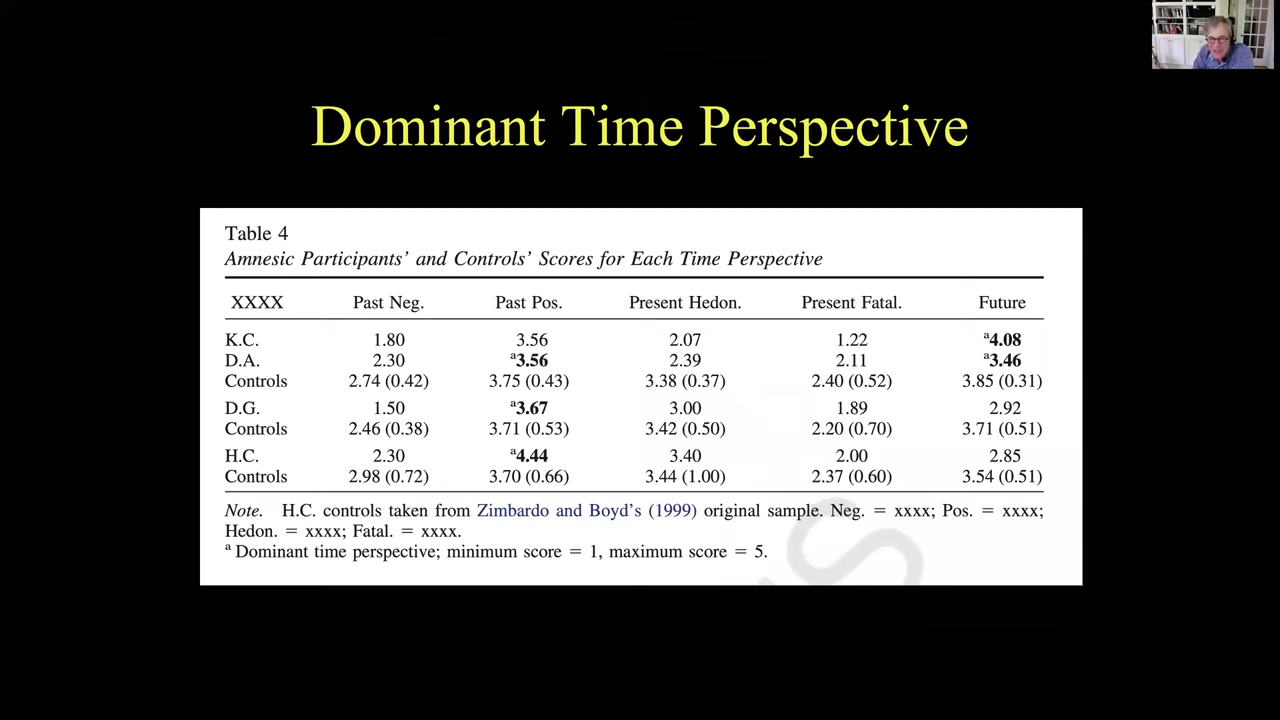 Dominant Time Perspective
Table 4
Amnesic Participants' and Controls' Scores for Each Time Perspective
XXXX Past Neg. Past Pos. Present Hedon. Present Fatal. Future
K.C. 1.80 3.56 2.07 1.22 a4.08
D.A. 2.30 a3.56 2.39 2.11 a3.46
Controls 2.74 (0.42) 3.75 (0.43) 3.38 (0.37) 2.40 (0.52) 3.85 (0.31)
D.G. 1.50 a3.67 3.00 1.89 2.92
Controls 2.46 (0.38) 3.71 (0.53) 3.42 (0.50) 2.20 (0.70) 3.71 (0.51)
H.C. 2.30 a4.44 3.40 2.00 2.85
Controls 2.98 (0.72) 3.70 (0.66) 3.44 (1.00) 2.37 (0.60) 3.54 (0.51)
Note. H.C. controls taken from Zimbardo and Boyd's (1999) original sample. Neg. = xxxx; Pos. = xxxx;
Hedon. = xxxx; Fatal. = xxxx.
a Dominant time perspective; minimum score = 1, maximum score = 5.